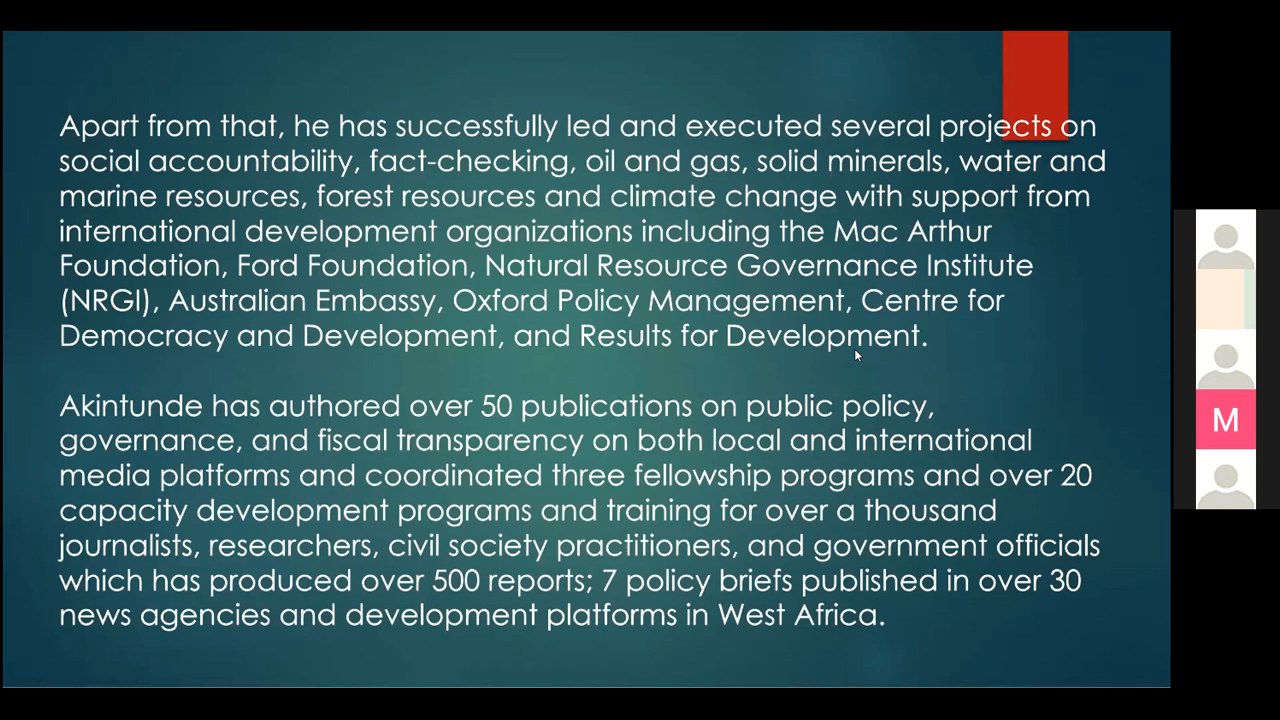 Apart from that, he has successfully led and executed several projects on
social accountability, fact-checking, oil and gas, solid minerals, water and
marine resources, forest resources and climate change with support from
international development organizations including the Mac Arthur
Foundation, Ford Foundation, Natural Resource Governance Institute
(NRGI), Australian Embassy, Oxford Policy Management, Centre for
Democracy and Development, and Results for Development.
Akintunde has authored over 50 publications on public policy,
governance, and fiscal transparency on both local and international
media platforms and coordinated three fellowship programs and over 20
capacity development programs and training for over a thousand
journalists, researchers, civil society practitioners, and government officials
which has produced over 500 reports; 7 policy briefs published in over 30
news agencies and development platforms in West Africa.
M